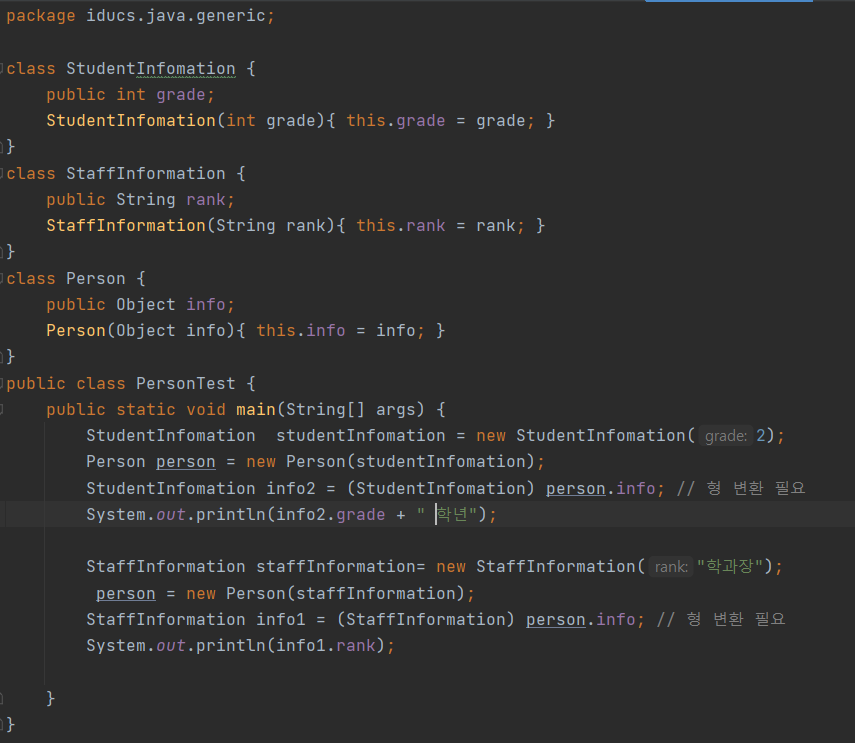 package iducs.java.generic;
class StudentInfomation {
public int grade;
StudentInfomation(int grade){ this.grade = grade; }
}
class StaffInformation {
public String rank;
StaffInformation(String rank){ this.rank = rank; }
}
class Person {
public Object info;
Person(Object info){ this.info = info; }
}
public class PersonTest {
public static void main(String[] args) {
StudentInfomation  studentInfomation = new StudentInfomation( grade: 2);
Person person = new Person(studentInfomation);
StudentInfomation info2 = (StudentInfomation) person.info; // 형 변환 필요
System.out.println(info2.grade + " 학년");
StaffInformation staffInformation= new StaffInformation( rank: "학과장");
person = new Person(staffInformation);
StaffInformation info1 = (StaffInformation) person.info; // 형 변환 필요
System.out.println(info1.rank);
}
}